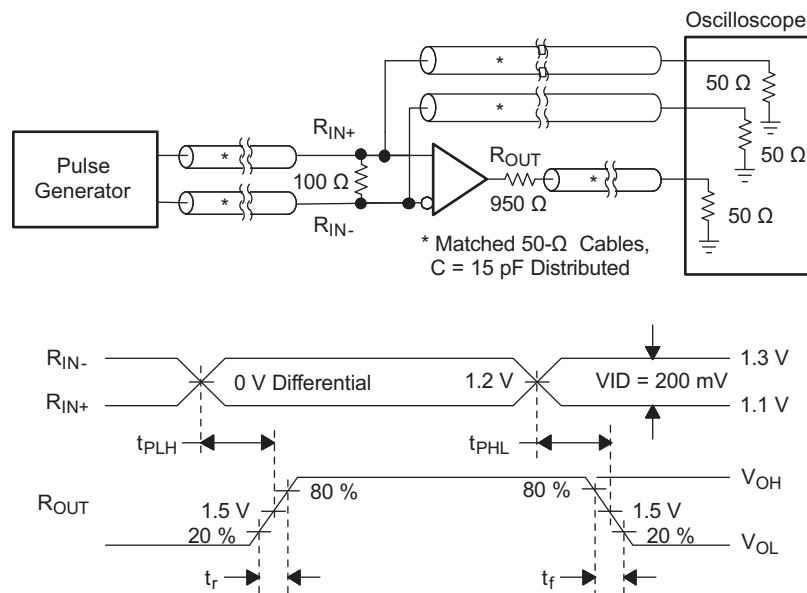 Oscilloscope
*
50 Ω
*
50 Ω
Pulse
Generator
*
*
RIN+
100 Ω
RIN-
ROUT
950 Ω
*
50 Ω
* Matched 50-Ω Cables,
C = 15 pF Distributed
RIN-
RIN+
0 V Differential
1.2 V
VID = 200 mV
1.3 V
1.1 V
tPLH
tPHL
ROUT
80 %
1.5 V
20 %
80 %
1.5 V
20 %
VOH
VOL
tr
tf